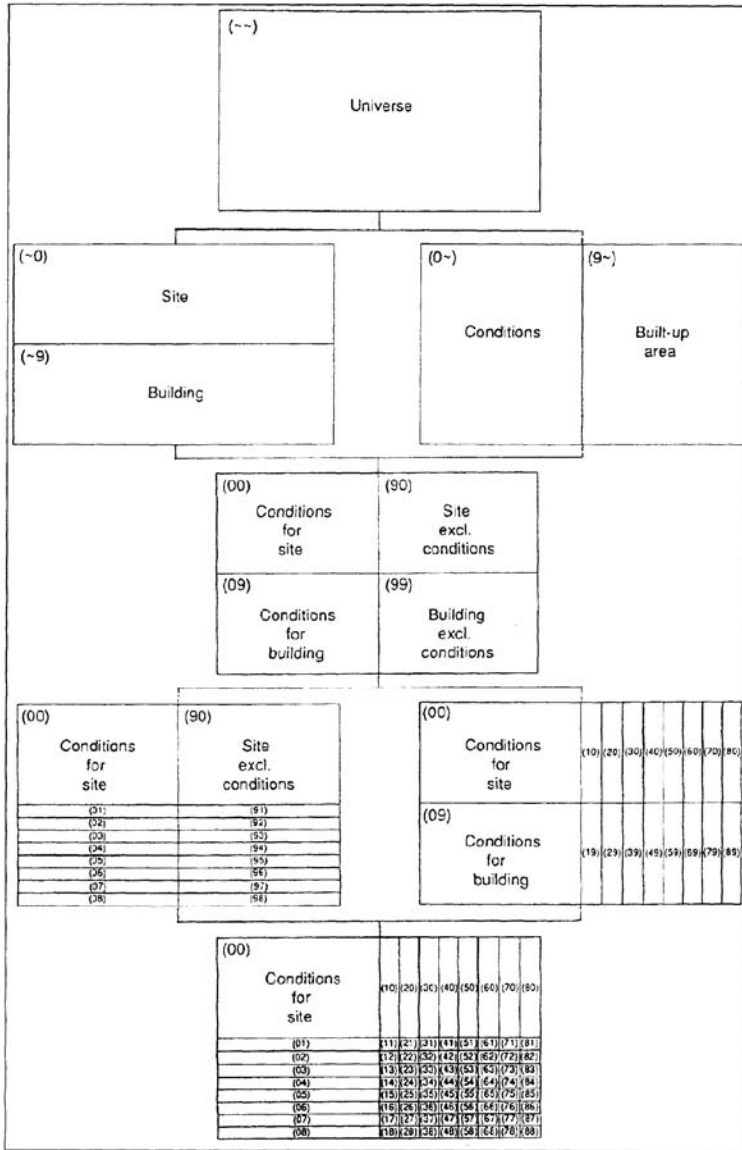 (~~)
Universe
(~0)
Site
(~9)
Building
(0~)
Conditions
(9~)
Built-up
area
(00)
Conditions
for
site
(90)
Site
excl.
conditions
(09)
Conditions
for
building
(99)
Building
excl.
conditions
(00)
Conditions
for
site
(90)
Site
excl.
conditions
(01) (91)
(02) (92)
(03) (93)
(04) (94)
(05) (95)
(06) (96)
(07) (97)
(08) (98)
(00)
Conditions
for
site
(10) (20) (30) (40) (50) (60) (70) (80)
(09)
Conditions
for
building
(19) (29) (39) (49) (59) (69) (79) (89)
(00)
Conditions
for
site
(10) (20) (30) (40) (50) (60) (70) (80)
(01) (11) (21) (31) (41) (51) (61) (71) (81)
(02) (12) (22) (32) (42) (52) (62) (72) (82)
(03) (13) (23) (33) (43) (53) (63) (73) (83)
(04) (14) (24) (34) (44) (54) (64) (74) (84)
(05) (15) (25) (35) (45) (55) (65) (75) (85)
(06) (16) (26) (36) (46) (56) (66) (76) (86)
(07) (17) (27) (37) (47) (57) (67) (77) (87)
(08) (18) (28) (38) (48) (58) (68) (78) (88)